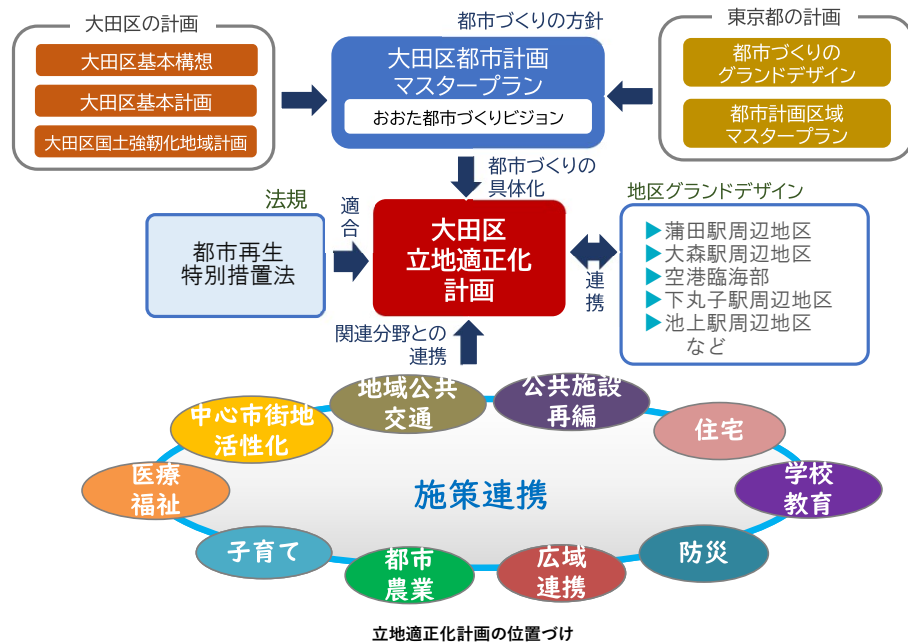 大田区の計画
大田区基本構想
大田区基本計画
大田区国土強靭化地域計画
都市づくりの方針
大田区都市計画
マスタープラン
おおた都市づくりビジョン
東京都の計画
都市づくりの
グランドデザイン
都市計画区域
マスタープラン
都市づくりの
具体化
法規
都市再生
特別措置法
適合
大田区
立地適正化
計画
連携
地区グランドデザイン
▶蒲田駅周辺地区
▶大森駅周辺地区
▶空港臨海部
▶下丸子駅周辺地区
▶池上駅周辺地区
など
関連分野との
連携
中心市街地
活性化
地域公共
交通
公共施設
再編
住宅
医療
福祉
施策連携
学校
教育
子育て
都市
農業
広域
連携
防災
立地適正化計画の位置づけ